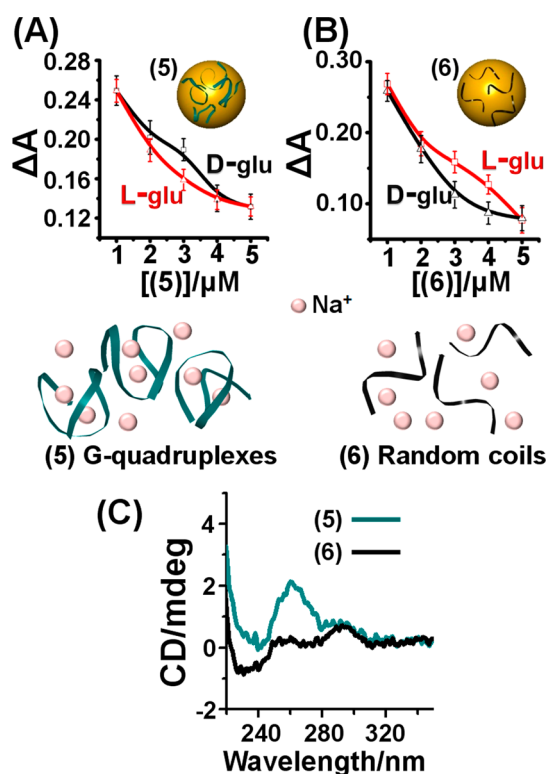 (A)
(B)
0.28
0.24
0.20
0.16
0.12
ΔA
(5)
D-glu
L-glu
1 2 3 4 5
[(5)]/µM
0.30
0.20
0.10
ΔA
(6)
L-glu
D-glu
1 2 3 4 5
[(6)]/µM
Na⁺
(5) G-quadruplexes
(6) Random coils
(C)
(5)
(6)
4
2
0
-2
CD/mdeg
240 280 320
Wavelength/nm